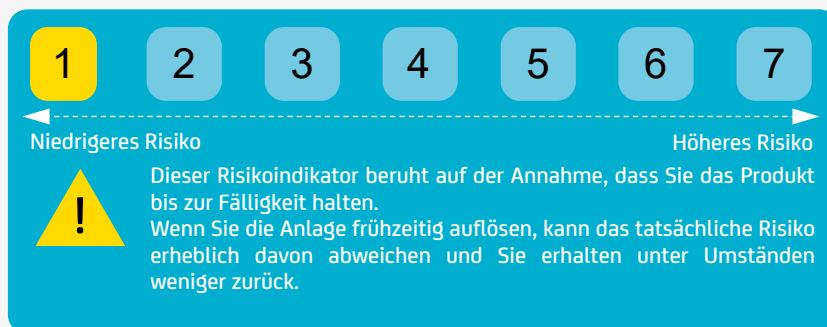 1 2 3 4 5 6 7
Niedrigeres Risiko Höheres Risiko
Dieser Risikoindikator beruht auf der Annahme, dass Sie das Produkt
bis zur Fälligkeit halten.
Wenn Sie die Anlage frühzeitig auflösen, kann das tatsächliche Risiko
erheblich davon abweichen und Sie erhalten unter Umständen
weniger zurück.
!